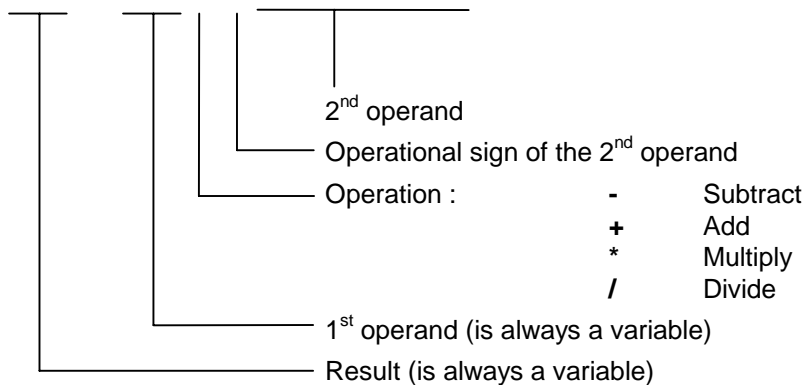 2nd operand
Operational sign of the 2nd operand
Operation : - Subtract
+ Add
* Multiply
/ Divide
1st operand (is always a variable)
Result (is always a variable)